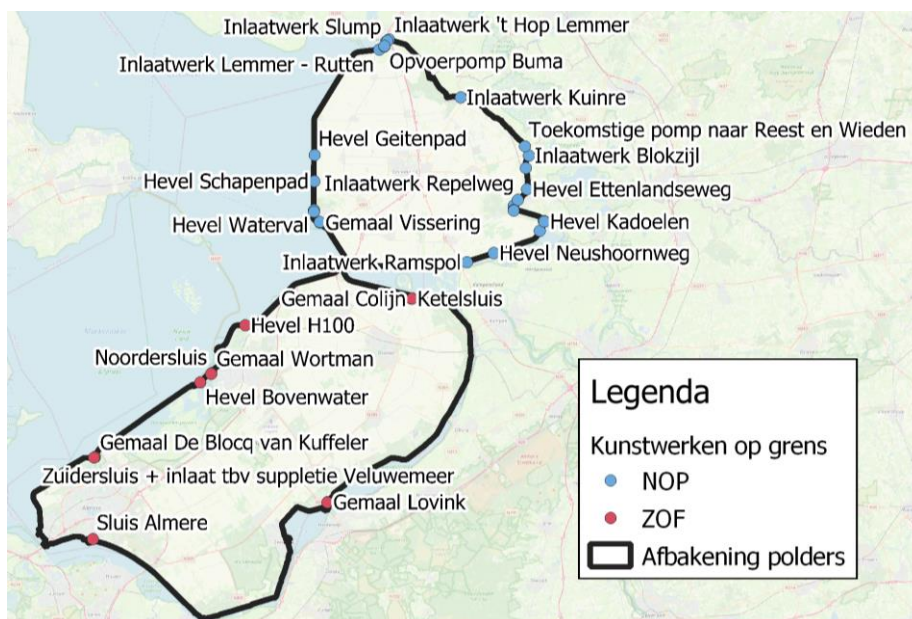 Inlaatwerk Slump
Inlaatwerk 't Hop Lemmer
Inlaatwerk Lemmer - Rutten
Opvoerpomp Buma
Inlaatwerk Kuinre
Toekomstige pomp naar Reest en Wieden
Hevel Geitenpad
Inlaatwerk Blokzijl
Hevel Schapenpad
Inlaatwerk Repelweg
Hevel Ettenlandseweg
Hevel Waterval
Gemaal Vissering
Hevel Kadoelen
Inlaatwerk Ramspol
Hevel Neushoornweg
Gemaal Colijn
Ketelsluis
Hevel H100
Noordersluis
Gemaal Wortman
Hevel Bovenwater
Gemaal De Blocq van Kuffeler
Zuidersluis + inlaat tbv suppletie Veluwemeer
Gemaal Lovink
Sluis Almere
Legenda
Kunstwerken op grens
NOP
ZOF
Afbakening polders